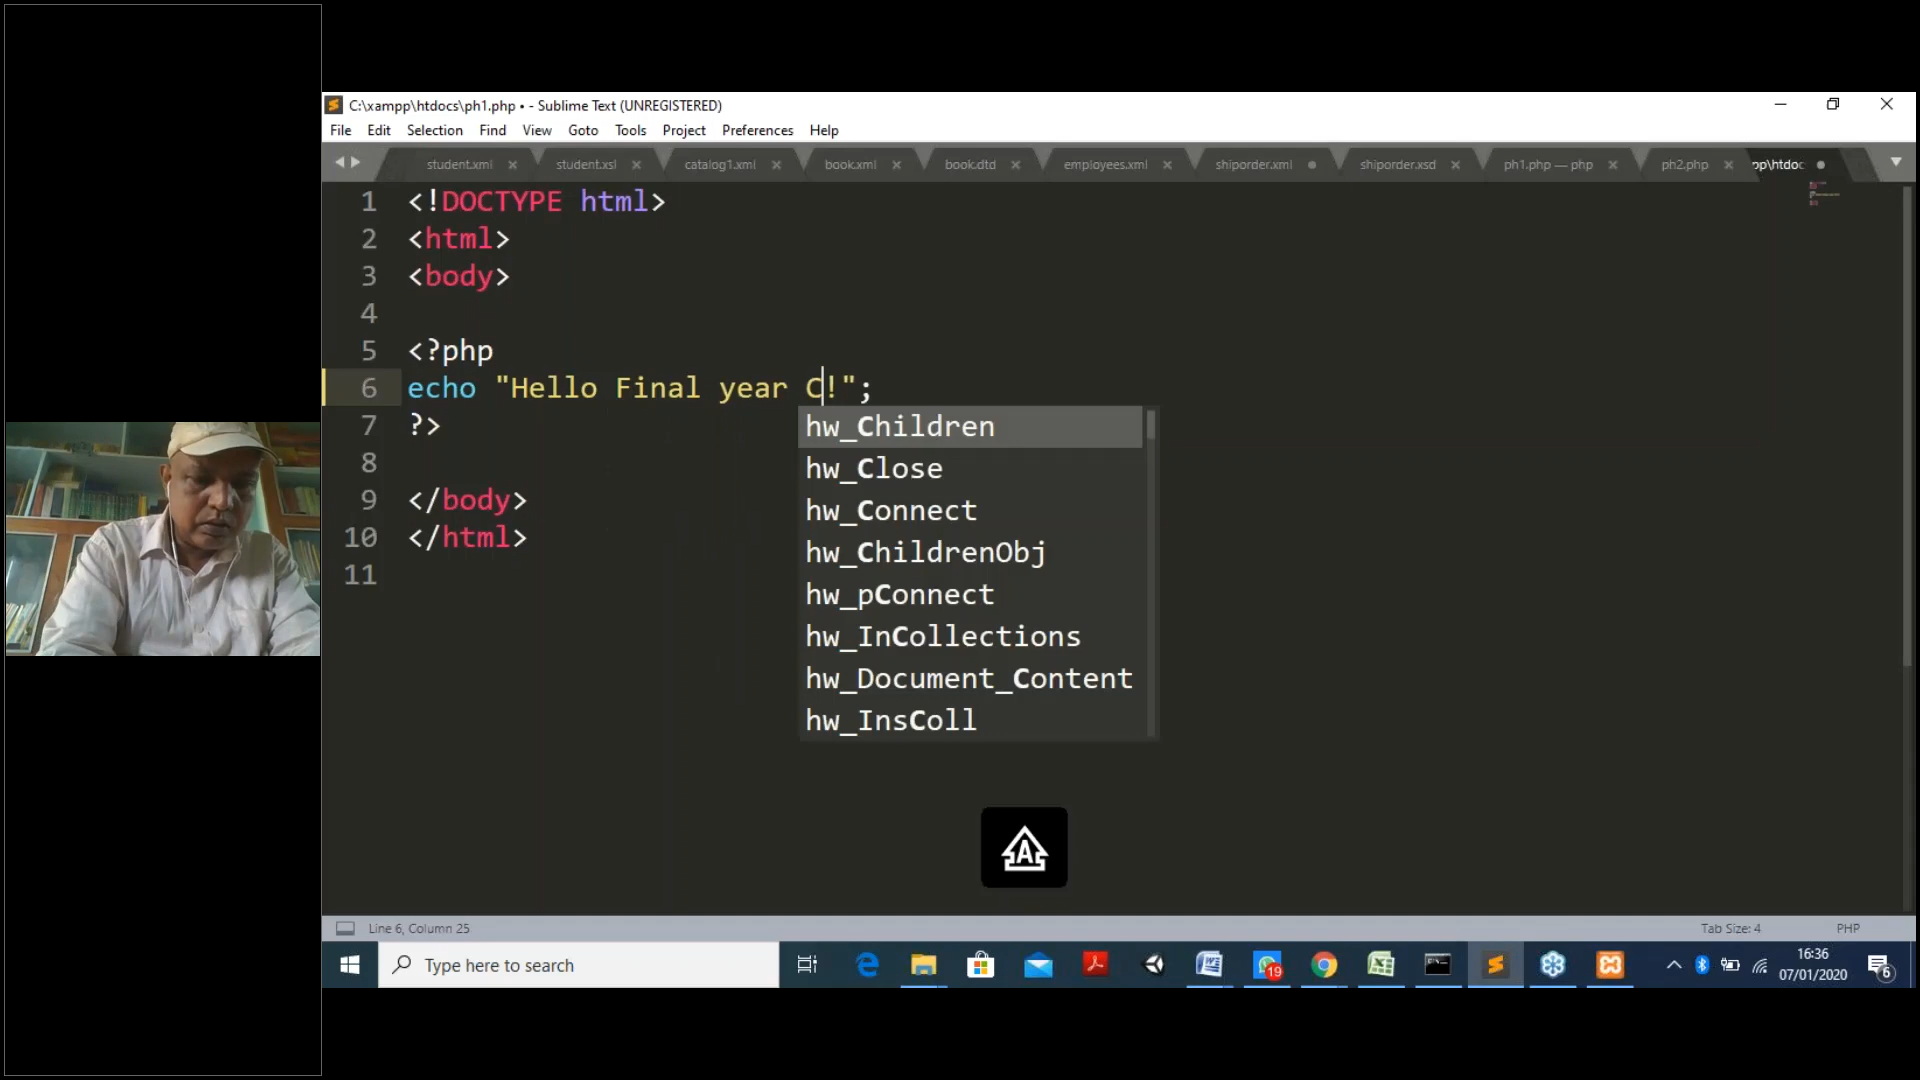 C:\xampp\htdocs\ph1.php • - Sublime Text (UNREGISTERED)
File Edit Selection Find View Goto Tools Project Preferences Help
student.xml student.xsl catalog1.xml book.xml book.dtd employees.xml shiporder.xml shiporder.xsd ph1.php — php ph2.php pp\htdoc
1 <!DOCTYPE html>
2 <html>
3 <body>
4
5 <?php
6 echo "Hello Final year C!";
7 ?>
8
9 </body>
10 </html>
11
hw_Children
hw_Close
hw_Connect
hw_ChildrenObj
hw_pConnect
hw_InCollections
hw_Document_Content
hw_InsColl
A
Line 6, Column 25 Tab Size: 4 PHP
Type here to search
19
16:36
07/01/2020
6